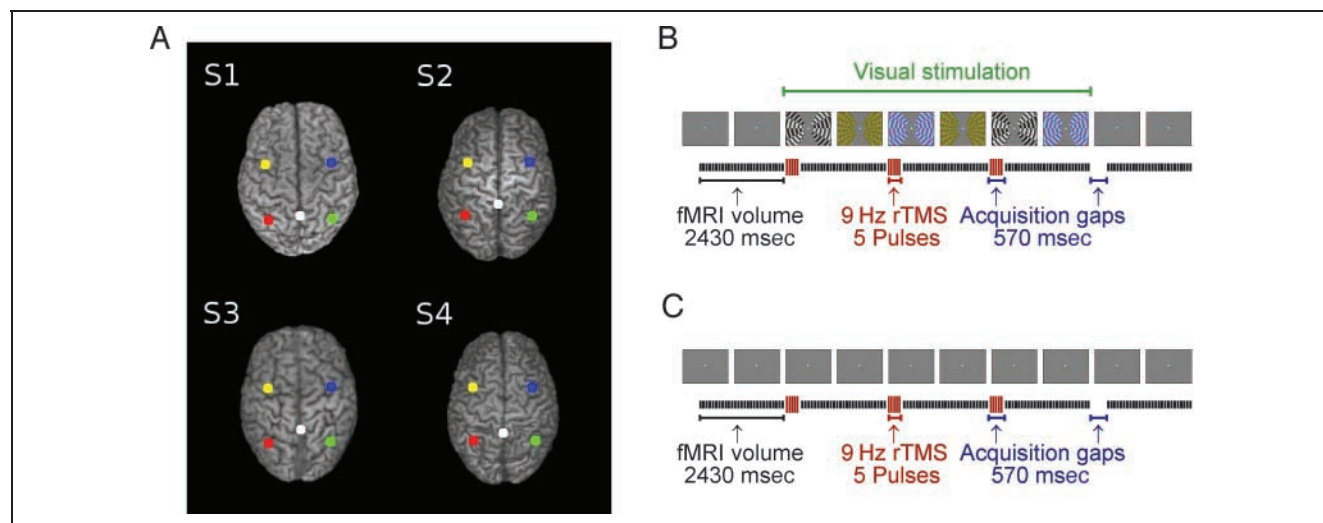 A
S1
S2
S3
S4
B
Visual stimulation
fMRI volume
2430 msec
9 Hz rTMS
5 Pulses
Acquisition gaps
570 msec
C
fMRI volume
2430 msec
9 Hz rTMS
5 Pulses
Acquisition gaps
570 msec